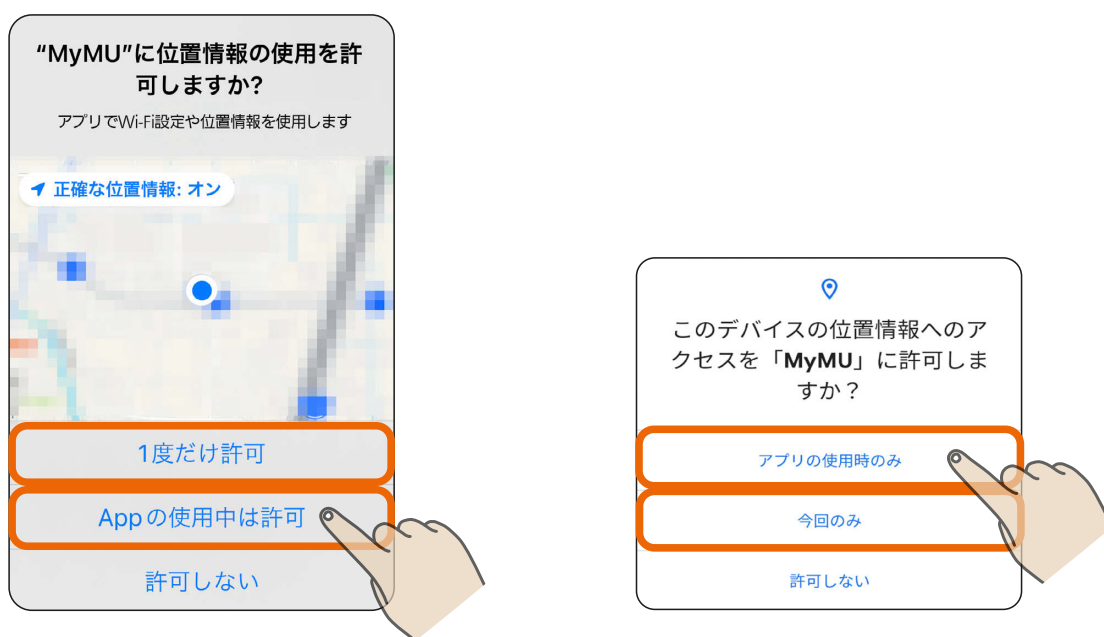 “MyMU”に位置情報の使用を許
可しますか?
アプリでWi-Fi設定や位置情報を使用します
正確な位置情報: オン
1度だけ許可
Appの使用中は許可
許可しない
このデバイスの位置情報へのア
クセスを「MyMU」に許可しま
すか？
アプリの使用時のみ
今回のみ
許可しない